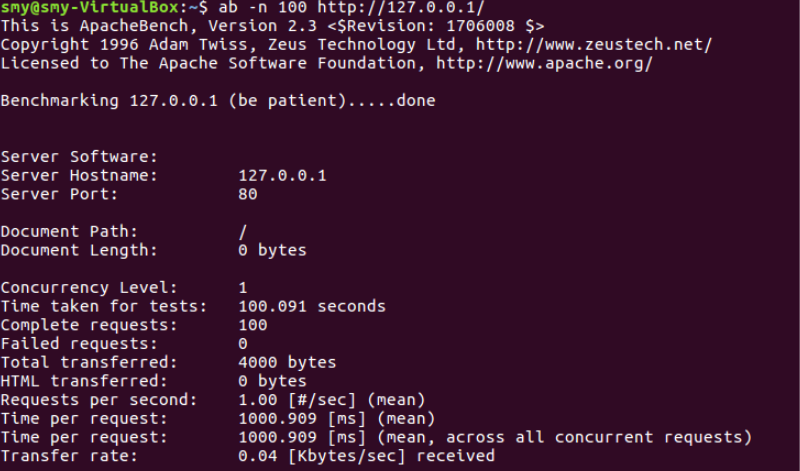 smy@smy-VirtualBox:~$ ab -n 100 http://127.0.0.1/
This is ApacheBench, Version 2.3 <$Revision: 1706008 $>
Copyright 1996 Adam Twiss, Zeus Technology Ltd, http://www.zeustech.net/
Licensed to The Apache Software Foundation, http://www.apache.org/
Benchmarking 127.0.0.1 (be patient).....done
Server Software:
Server Hostname:        127.0.0.1
Server Port:            80
Document Path:          /
Document Length:        0 bytes
Concurrency Level:      1
Time taken for tests:   100.091 seconds
Complete requests:      100
Failed requests:        0
Total transferred:      4000 bytes
HTML transferred:       0 bytes
Requests per second:    1.00 [#/sec] (mean)
Time per request:       1000.909 [ms] (mean)
Time per request:       1000.909 [ms] (mean, across all concurrent requests)
Transfer rate:          0.04 [Kbytes/sec] received